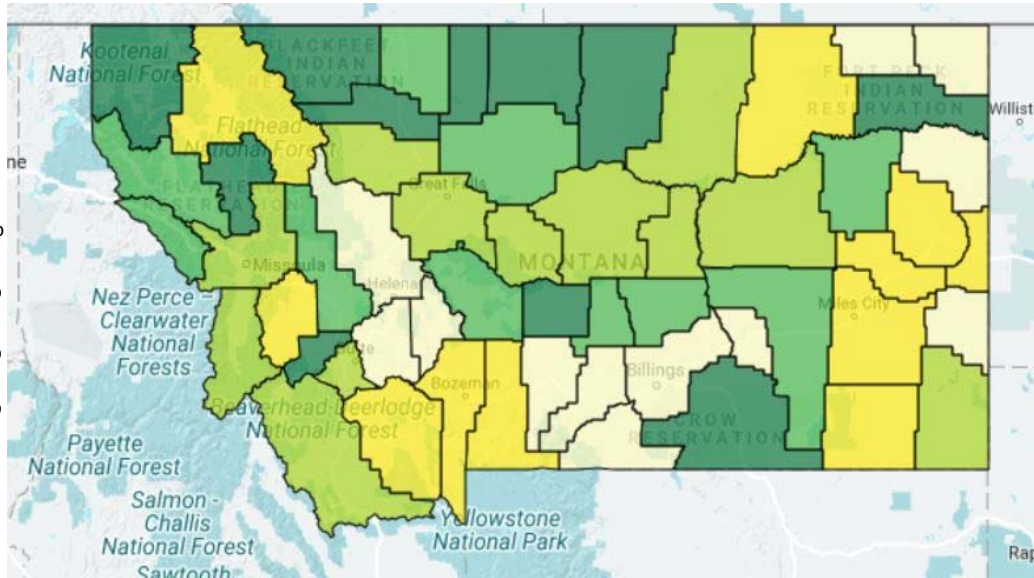 Kootenai
National Forest
BLACKFEET
INDIAN
RESERVATION
FORT PECK
INDIAN
RESERVATION
Willist
ne
Flathead
National Forest
FLATHEAD
RESERVATION
Great Falls
Missoula
MONTANA
Helena
Nez Perce –
Clearwater
National
Forests
Miles City
Butte
Billings
Bozeman
Beaverhead-Deerlodge
National Forest
CROW
RESERVATION
Payette
National Forest
Salmon -
Challis
National Forest
Yellowstone
National Park
Sawtooth
Rap